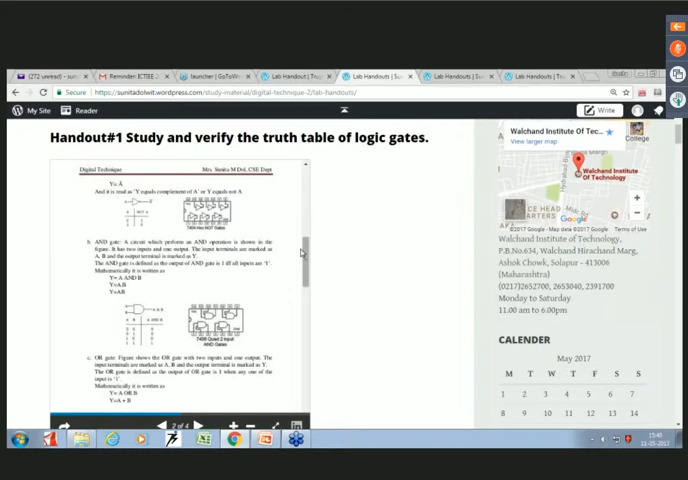 (272 unread) - sun
Reminder: ICTIEE 2
launcher | GoToWe
Lab Handout | Tru
Lab Handouts | Su
Lab Handouts | Su
Lab Handouts | Tru
Secure
https://sunitadolwit.wordpress.com/study-material/digital-technique-2/lab-handouts/
My Site
Reader
Write
Handout#1 Study and verify the truth table of logic gates.
Digital Technique
Mrs. Sunita M Dol, CSE Dept
Y= Ā
And it is read as 'Y equals complement of A' or Y equals not A
A NOT A
0 1
1 0
7404 Hex NOT Gates
b. AND gate: A circuit which perform an AND operation is shown in the
figure. It has two inputs and one output. The input terminals are marked as
A, B and the output terminal is marked as Y.
The AND gate is defined as the output of AND gate is 1 iff all inputs are '1'.
Mathematically it is written as
Y= A AND B
Y=A.B
Y=AB
7408 Quad 2 Input
AND Gates
c. OR gate: Figure shows the OR gate with two inputs and one output. The
input terminals are marked as A, B and the output terminal is marked as Y.
The OR gate is defined as the output of OR gate is 1 when any one of the
input is '1'.
Mathematically it is written as
Y= A OR B
Y=A + B
2 of 4
Walchand Institute Of Tec...
View larger map
College
Walchand Institute
Of Technology
Google
©2017 Google - Map data ©2017 Google
Terms of Use
Walchand Institute of Technology,
P.B.No.634, Walchand Hirachand Marg,
Ashok Chowk, Solapur - 413006
(Maharashtra)
(0217)2652700, 2653040, 2391700
Monday to Saturday
11.00 am to 6.00pm
CALENDER
May 2017
M T W T F S S
1 2 3 4 5 6 7
8 9 10 11 12 13 14
15:40
11-05-2017